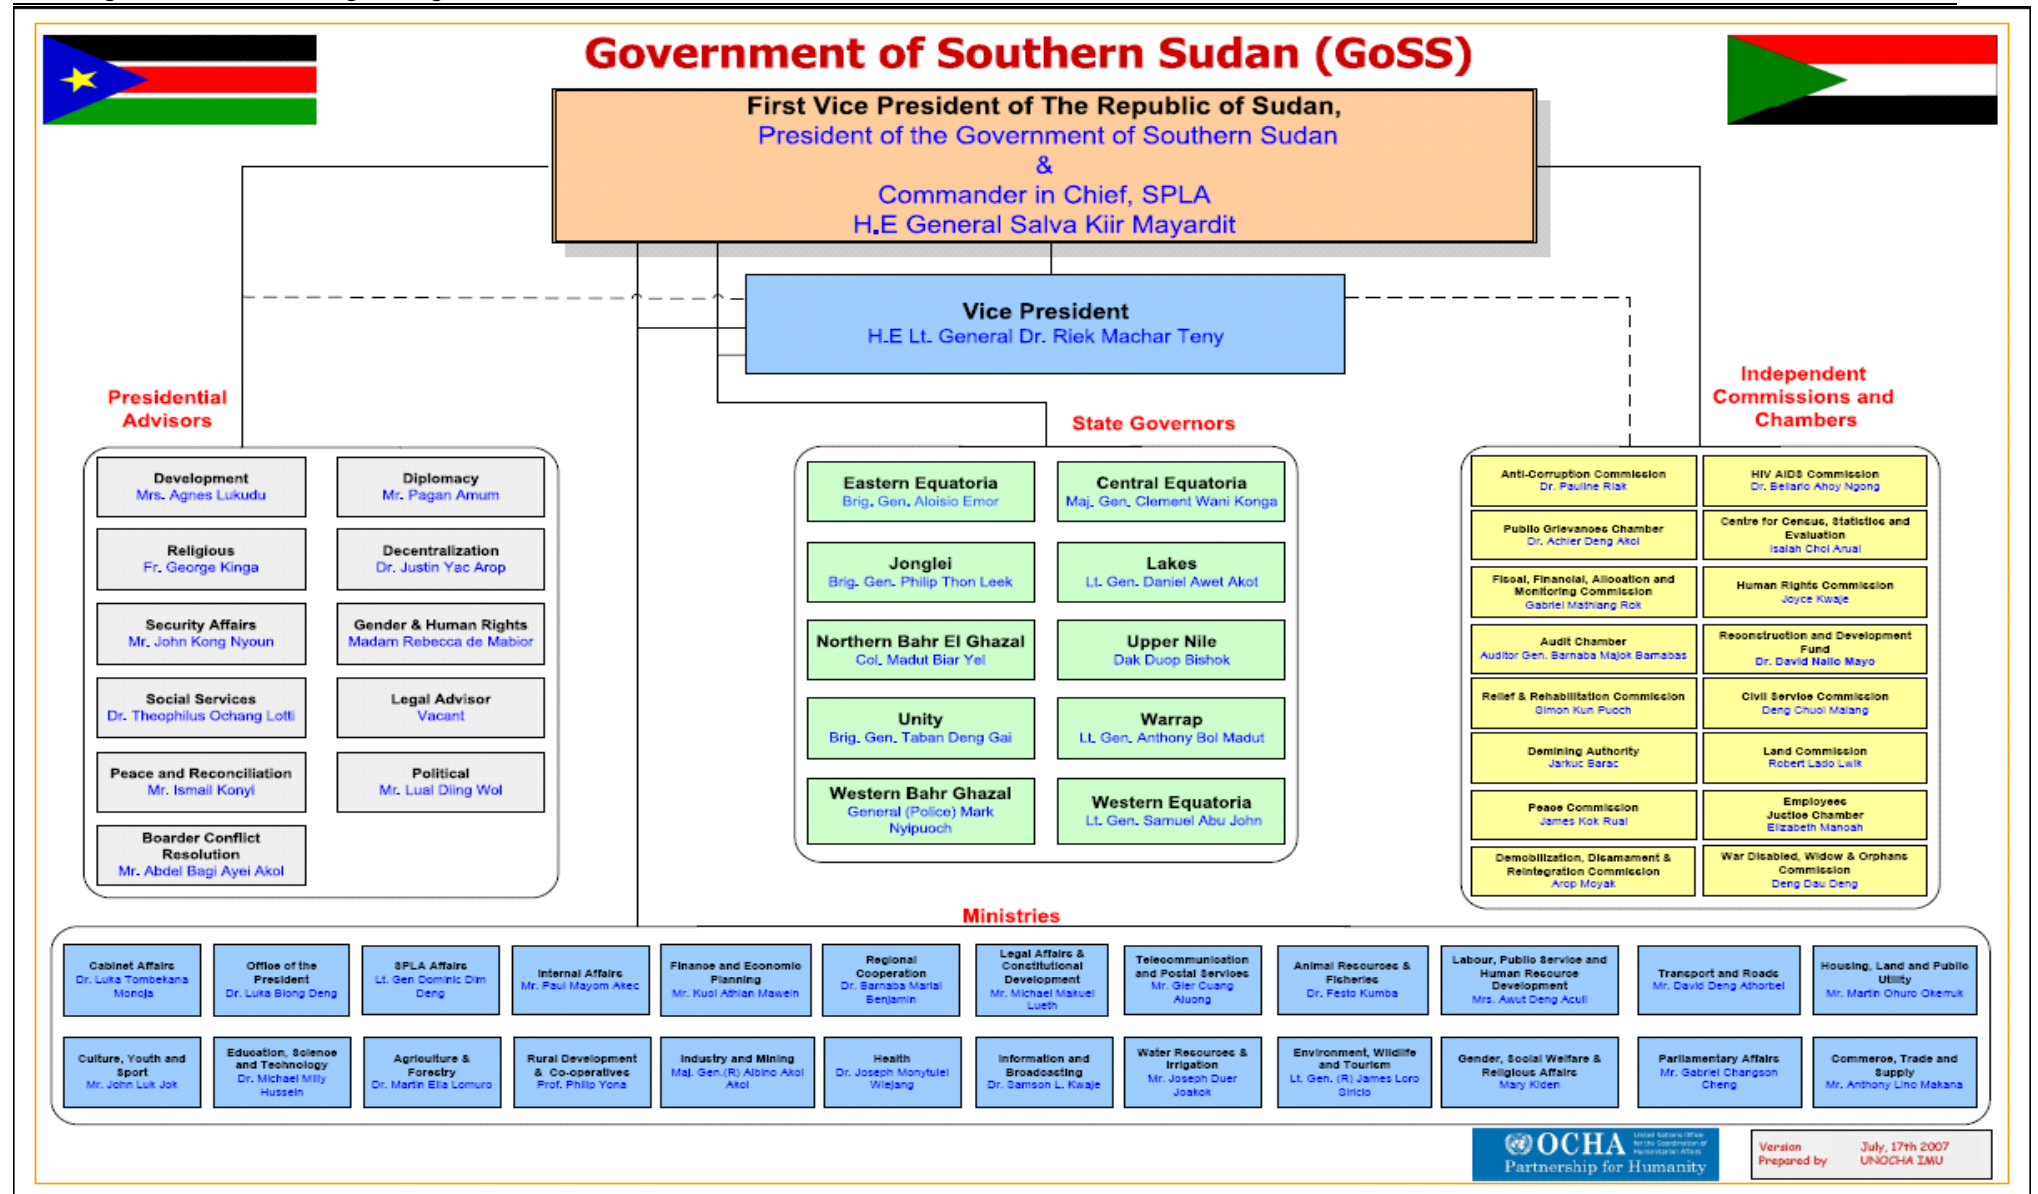 Government of Southern Sudan (GoSS)
First Vice President of The Republic of Sudan,
President of the Government of Southern Sudan
&
Commander in Chief, SPLA
H.E General Salva Kiir Mayardit
Vice President
H.E Lt. General Dr. Riek Machar Teny
Presidential
Advisors
Development
Mrs. Agnes Lukudu
Diplomacy
Mr. Pagan Amum
Religious
Fr. George Kinga
Decentralization
Dr. Justin Yac Arop
Security Affairs
Mr. John Kong Nyoun
Gender & Human Rights
Madam Rebecca de Mabior
Social Services
Dr. Theophilus Ochang Lotti
Legal Advisor
Vacant
Peace and Reconciliation
Mr. Ismail Konyi
Political
Mr. Lual Diing Wol
Boarder Conflict
Resolution
Mr. Abdel Bagi Ayei Akol
State Governors
Eastern Equatoria
Brig. Gen. Aloisio Emor
Central Equatoria
Maj. Gen. Clement Wani Konga
Jonglei
Brig. Gen. Philip Thon Leek
Lakes
Lt. Gen. Daniel Awet Akot
Northern Bahr El Ghazal
Col. Madut Biar Yel
Upper Nile
Dak Duop Bishok
Unity
Brig. Gen. Taban Deng Gai
Warrap
Lt. Gen. Anthony Bol Madut
Western Bahr Ghazal
General (Police) Mark
Nyipuoch
Western Equatoria
Lt. Gen. Samuel Abu John
Independent
Commissions and
Chambers
Anti-Corruption Commission
Dr. Pauline Riak
HIV AIDS Commission
Dr. Bellario Ahoy Ngong
Public Grievances Chamber
Dr. Achier Deng Akol
Centre for Census, Statistics and
Evaluation
Isaiah Chol Aruai
Fiscal, Financial, Allocation and
Monitoring Commission
Gabriel Mathiang Rok
Human Rights Commission
Joyce Kwaje
Audit Chamber
Auditor Gen. Barnaba Majok Barnabas
Reconstruction and Development
Fund
Dr. David Nailo Mayo
Relief & Rehabilitation Commission
Simon Kun Puoch
Civil Service Commission
Deng Chuol Malang
Demining Authority
Jarkuc Barac
Land Commission
Robert Lado Lwik
Peace Commission
James Kok Rual
Employees
Justice Chamber
Elizabeth Manoah
Demobilization, Disamament &
Reintegration Commission
Arop Moyak
War Disabled, Widow & Orphans
Commission
Deng Dau Deng
Ministries
Cabinet Affairs
Dr. Luka Tombekana
Monoja
Office of the
President
Dr. Luka Biong Deng
SPLA Affairs
Lt. Gen Dominic Dim
Deng
Internal Affairs
Mr. Paul Mayom Akec
Finance and Economic
Planning
Mr. Kuol Athian Mawein
Regional
Cooperation
Dr. Barnaba Marial
Benjamin
Legal Affairs &
Constitutional
Development
Mr. Michael Makuei
Lueth
Telecommunication
and Postal Services
Mr. Gier Cuang
Aluong
Animal Resources &
Fisheries
Dr. Festo Kumba
Labour, Public Service and
Human Resource
Development
Mrs. Awut Deng Acuil
Transport and Roads
Mr. David Deng Athorbei
Housing, Land and Public
Utility
Mr. Martin Ohuro Okerruk
Culture, Youth and
Sport
Mr. John Luk Jok
Education, Science
and Technology
Dr. Michael Milly
Hussein
Agriculture &
Forestry
Dr. Martin Elia Lomuro
Rural Development
& Co-operatives
Prof. Philip Yona
Industry and Mining
Maj. Gen.(R) Albino Akol
Akol
Health
Dr. Joseph Monytuiel
Wiejang
Information and
Broadcasting
Dr. Samson L. Kwaje
Water Resources &
Irrigation
Mr. Joseph Duer
Joakok
Environment, Wildlife
and Tourism
Lt. Gen. (R) James Loro
Siricio
Gender, Social Welfare &
Religious Affairs
Mary Kiden
Parliamentary Affairs
Mr. Gabriel Changson
Cheng
Commerce, Trade and
Supply
Mr. Anthony Lino Makana
OCHA
United Nations Office
for the Coordination of
Humanitarian Affairs
Partnership for Humanity
Version July, 17th 2007
Prepared by UNOCHA IMU